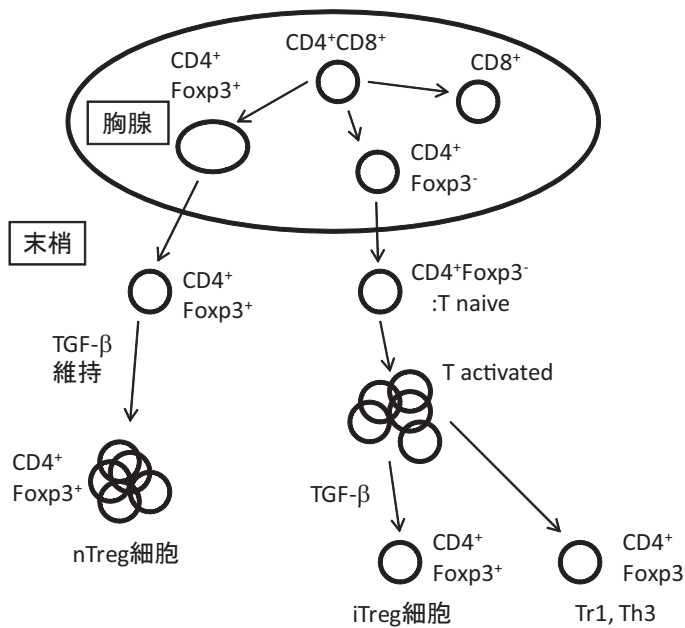 CD4⁺CD8⁺
CD4⁺
Foxp3⁺
CD8⁺
胸腺
CD4⁺
Foxp3⁻
末梢
CD4⁺
Foxp3⁺
CD4⁺Foxp3⁻
:T naive
TGF-β
維持
T activated
CD4⁺
Foxp3⁺
nTreg細胞
TGF-β
CD4⁺
Foxp3⁺
iTreg細胞
CD4⁺
Foxp3
Tr1, Th3